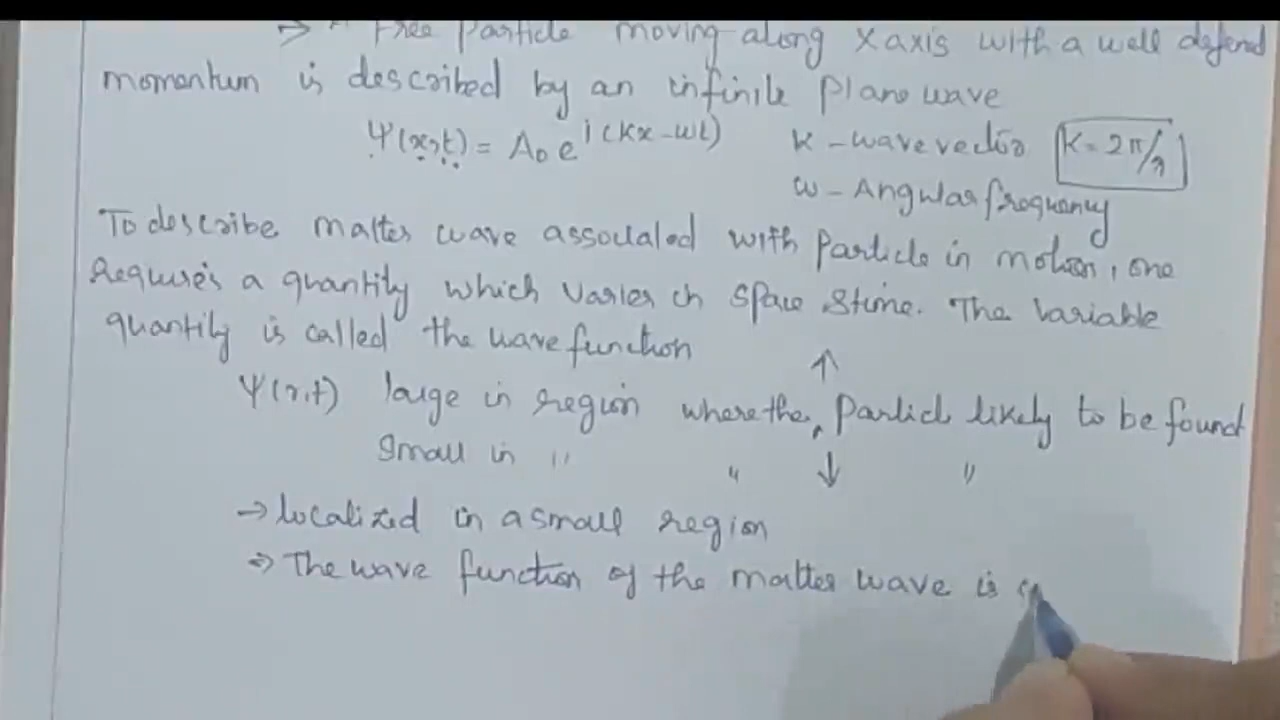 → A free particle moving along x axis with a well defined
momentum is described by an infinite plane wave
Ψ(x,t) = A₀ e^i(kx-ωt) k - wave vector k = 2π/λ
ω - Angular frequency
To describe matter wave associated with particle in motion, one
requires a quantity which varies in space & time. The variable
quantity is called the wave function
Ψ(r,t) large in region where the particle likely to be found ↑
Small in " " ↓ "
→ localized in a small region
⇒ The wave function of the matter wave is